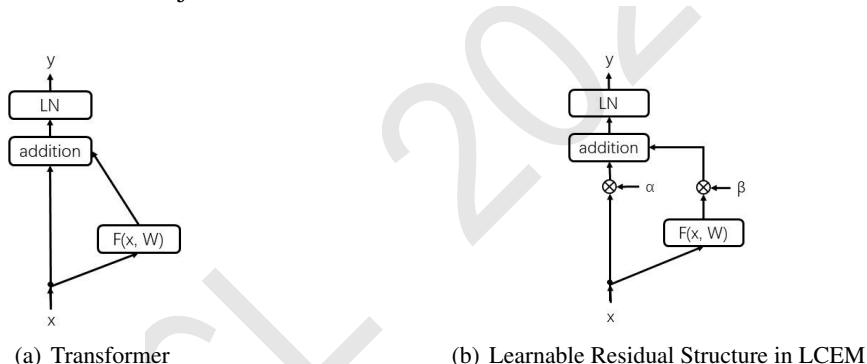 y
LN
addition
F(x, W)
x
(a) Transformer
y
LN
addition
α
β
F(x, W)
x
(b) Learnable Residual Structure in LCEM